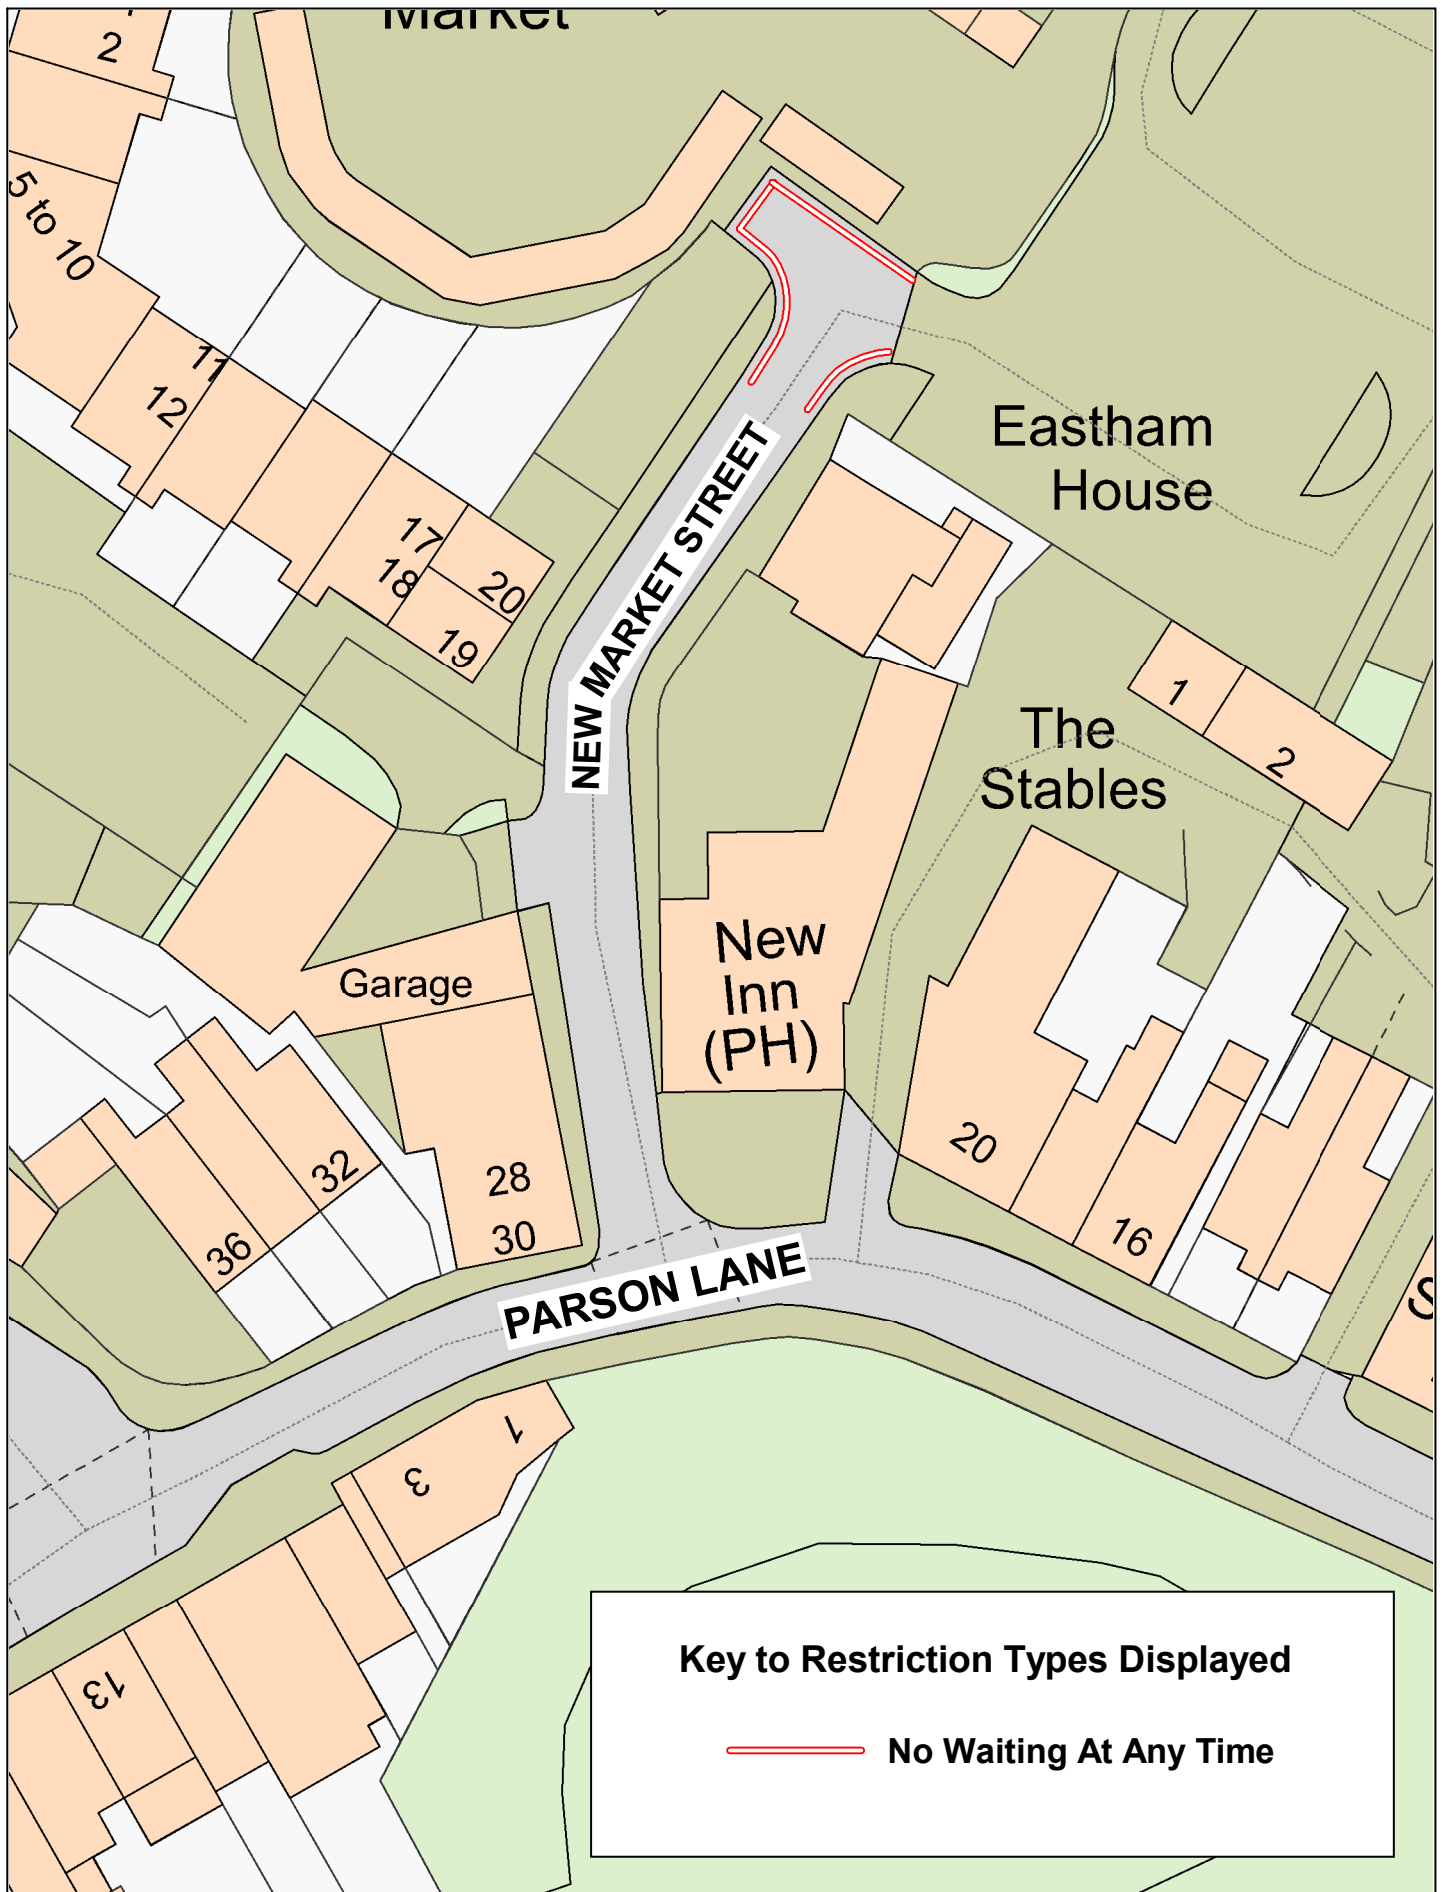 Market
2
5 to 10
11
12
17
18
20
19
NEW MARKET STREET
Eastham
House
The
Stables
1
2
Garage
New
Inn
(PH)
20
16
28
30
32
36
PARSON LANE
S
1
3
13
Key to Restriction Types Displayed
No Waiting At Any Time